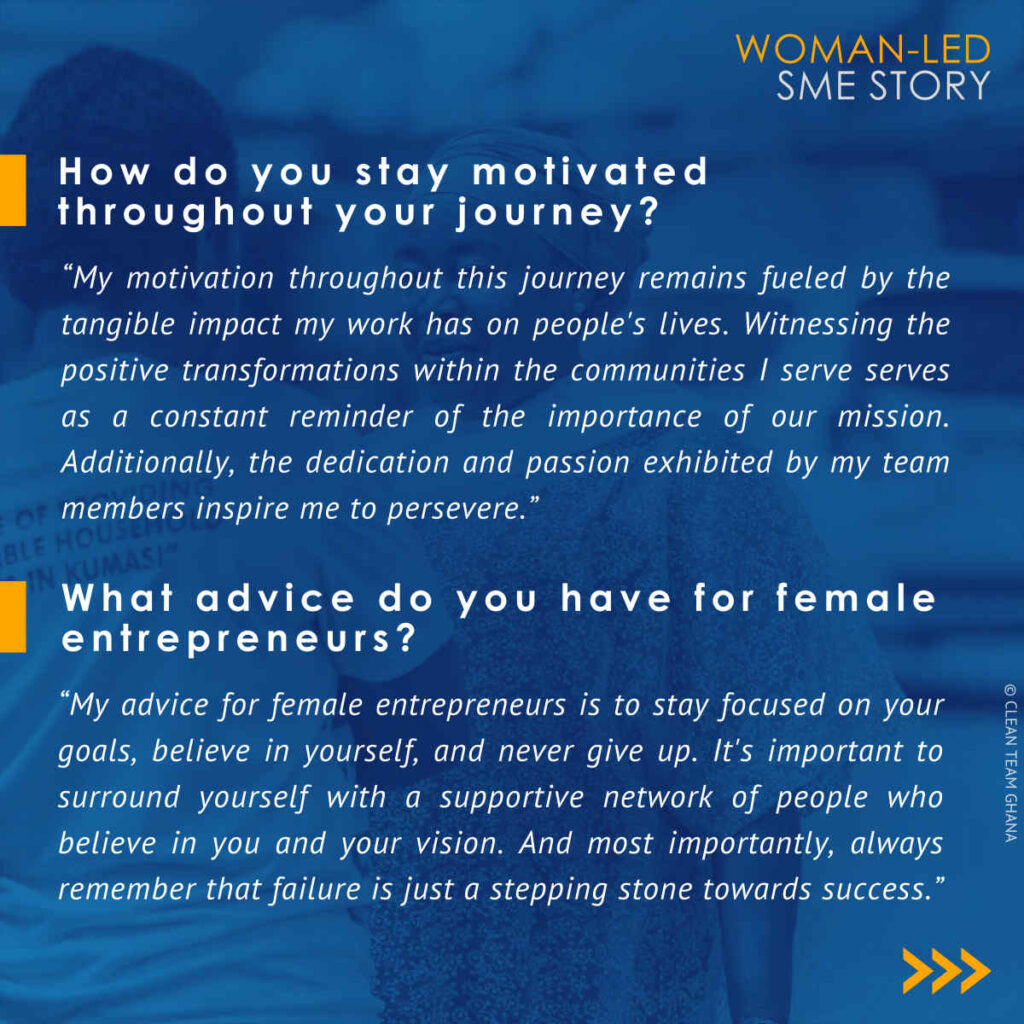 WOMAN-LED
SME STORY
How do you stay motivated
throughout your journey?
“My motivation throughout this journey remains fueled by the
tangible impact my work has on people's lives. Witnessing the
positive transformations within the communities I serve serves
as a constant reminder of the importance of our mission.
Additionally, the dedication and passion exhibited by my team
members inspire me to persevere.”
OF PROVIDING
HOUSEHOLD
IN KUMASI”
What advice do you have for female
entrepreneurs?
“My advice for female entrepreneurs is to stay focused on your
goals, believe in yourself, and never give up. It's important to
surround yourself with a supportive network of people who
believe in you and your vision. And most importantly, always
remember that failure is just a stepping stone towards success.”
© CLEAN TEAM GHANA